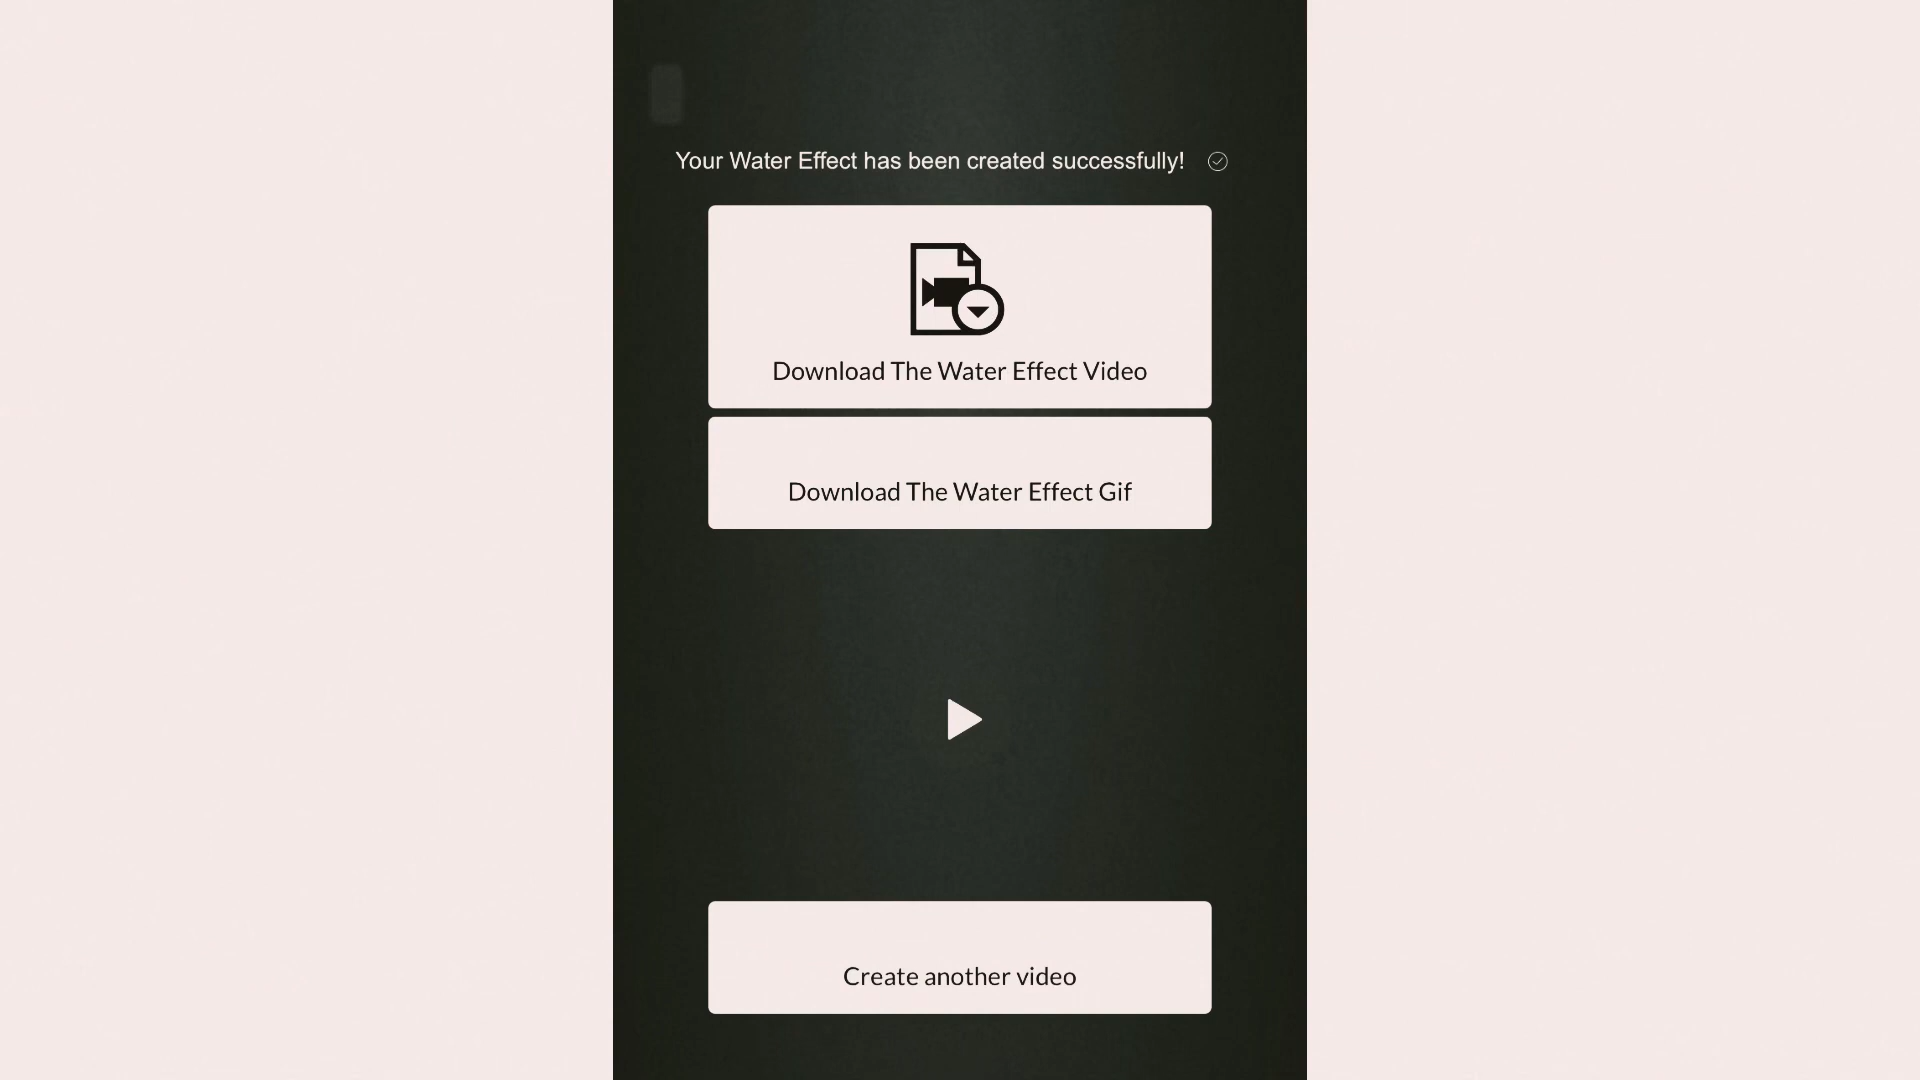 Your Water Effect has been created successfully!
Download The Water Effect Video
Download The Water Effect Gif
Create another video